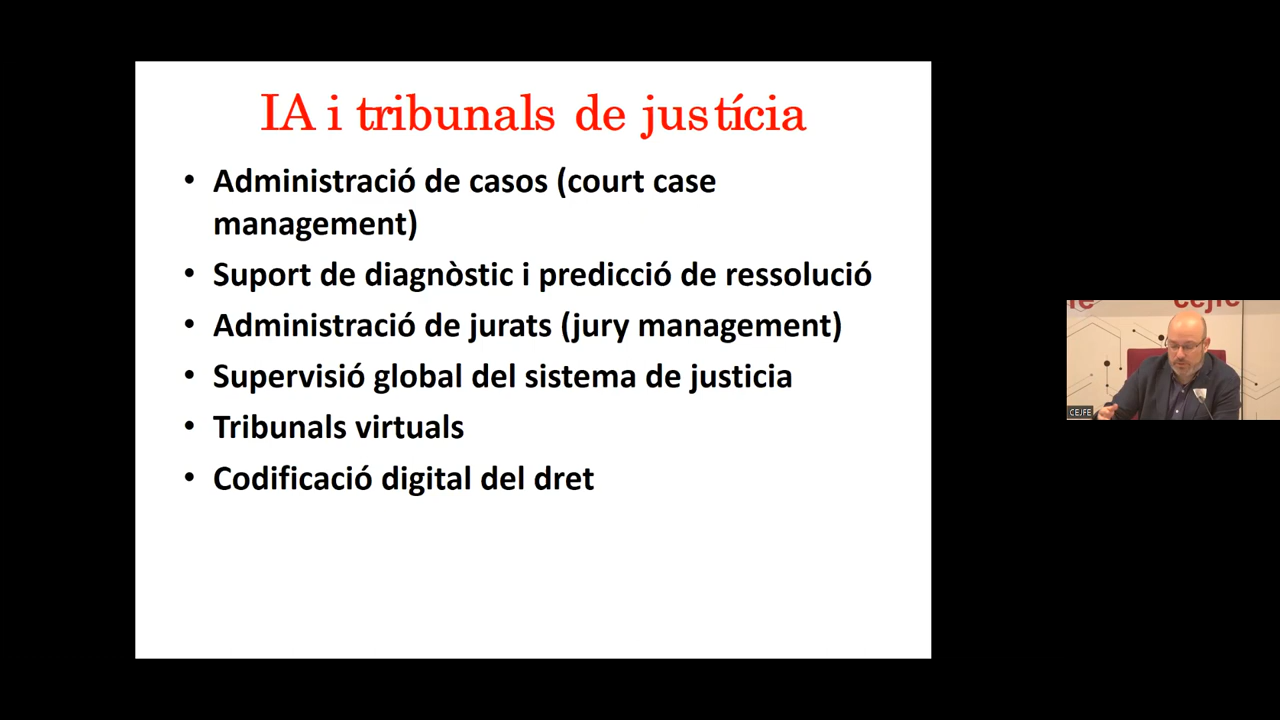 IA i tribunals de justícia
• Administració de casos (court case
management)
• Suport de diagnòstic i predicció de ressolució
• Administració de jurats (jury management)
• Supervisió global del sistema de justicia
• Tribunals virtuals
• Codificació digital del dret
cejfe
CEJFE